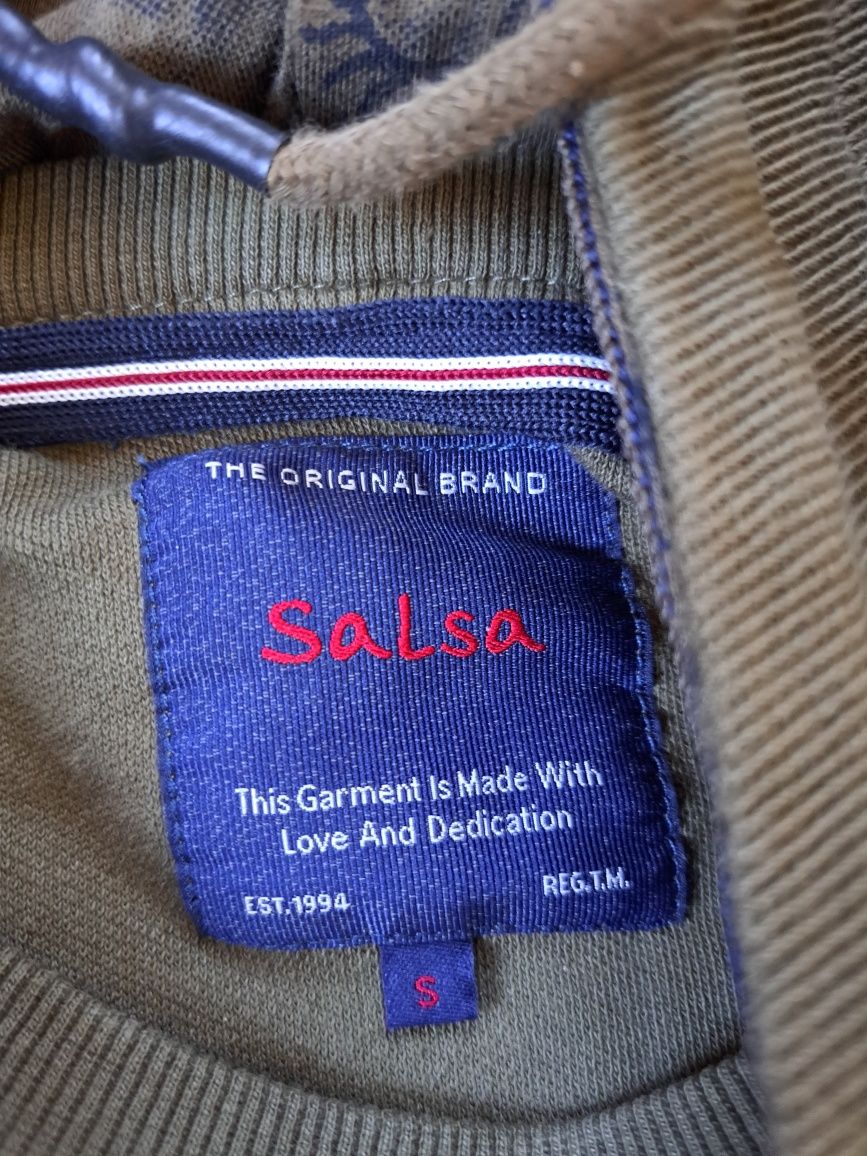 THE ORIGINAL BRAND
Salsa
This Garment Is Made With
Love And Dedication
EST.1994 REG.T.M.
S